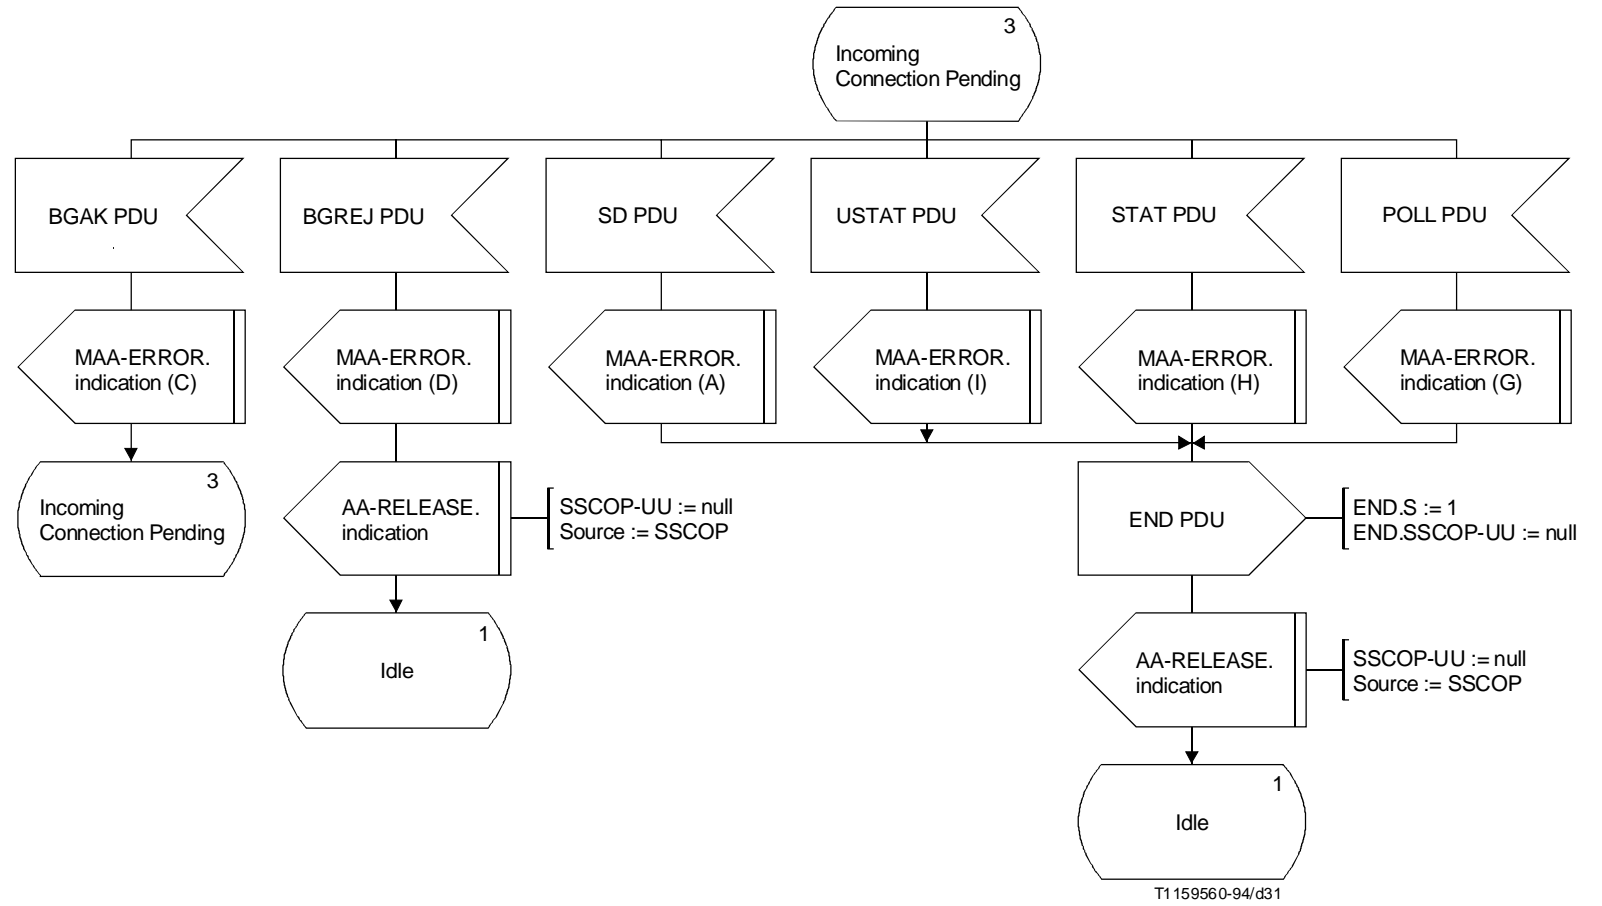 3
Incoming
Connection Pending
BGAK PDU
BGREJ PDU
SD PDU
USTAT PDU
STAT PDU
POLL PDU
MAA-ERROR.
indication (C)
MAA-ERROR.
indication (D)
MAA-ERROR.
indication (A)
MAA-ERROR.
indication (I)
MAA-ERROR.
indication (H)
MAA-ERROR.
indication (G)
3
Incoming
Connection Pending
AA-RELEASE.
indication
SSCOP-UU := null
Source := SSCOP
END PDU
END.S := 1
END.SSCOP-UU := null
1
Idle
AA-RELEASE.
indication
SSCOP-UU := null
Source := SSCOP
1
Idle
T1159560-94/d31